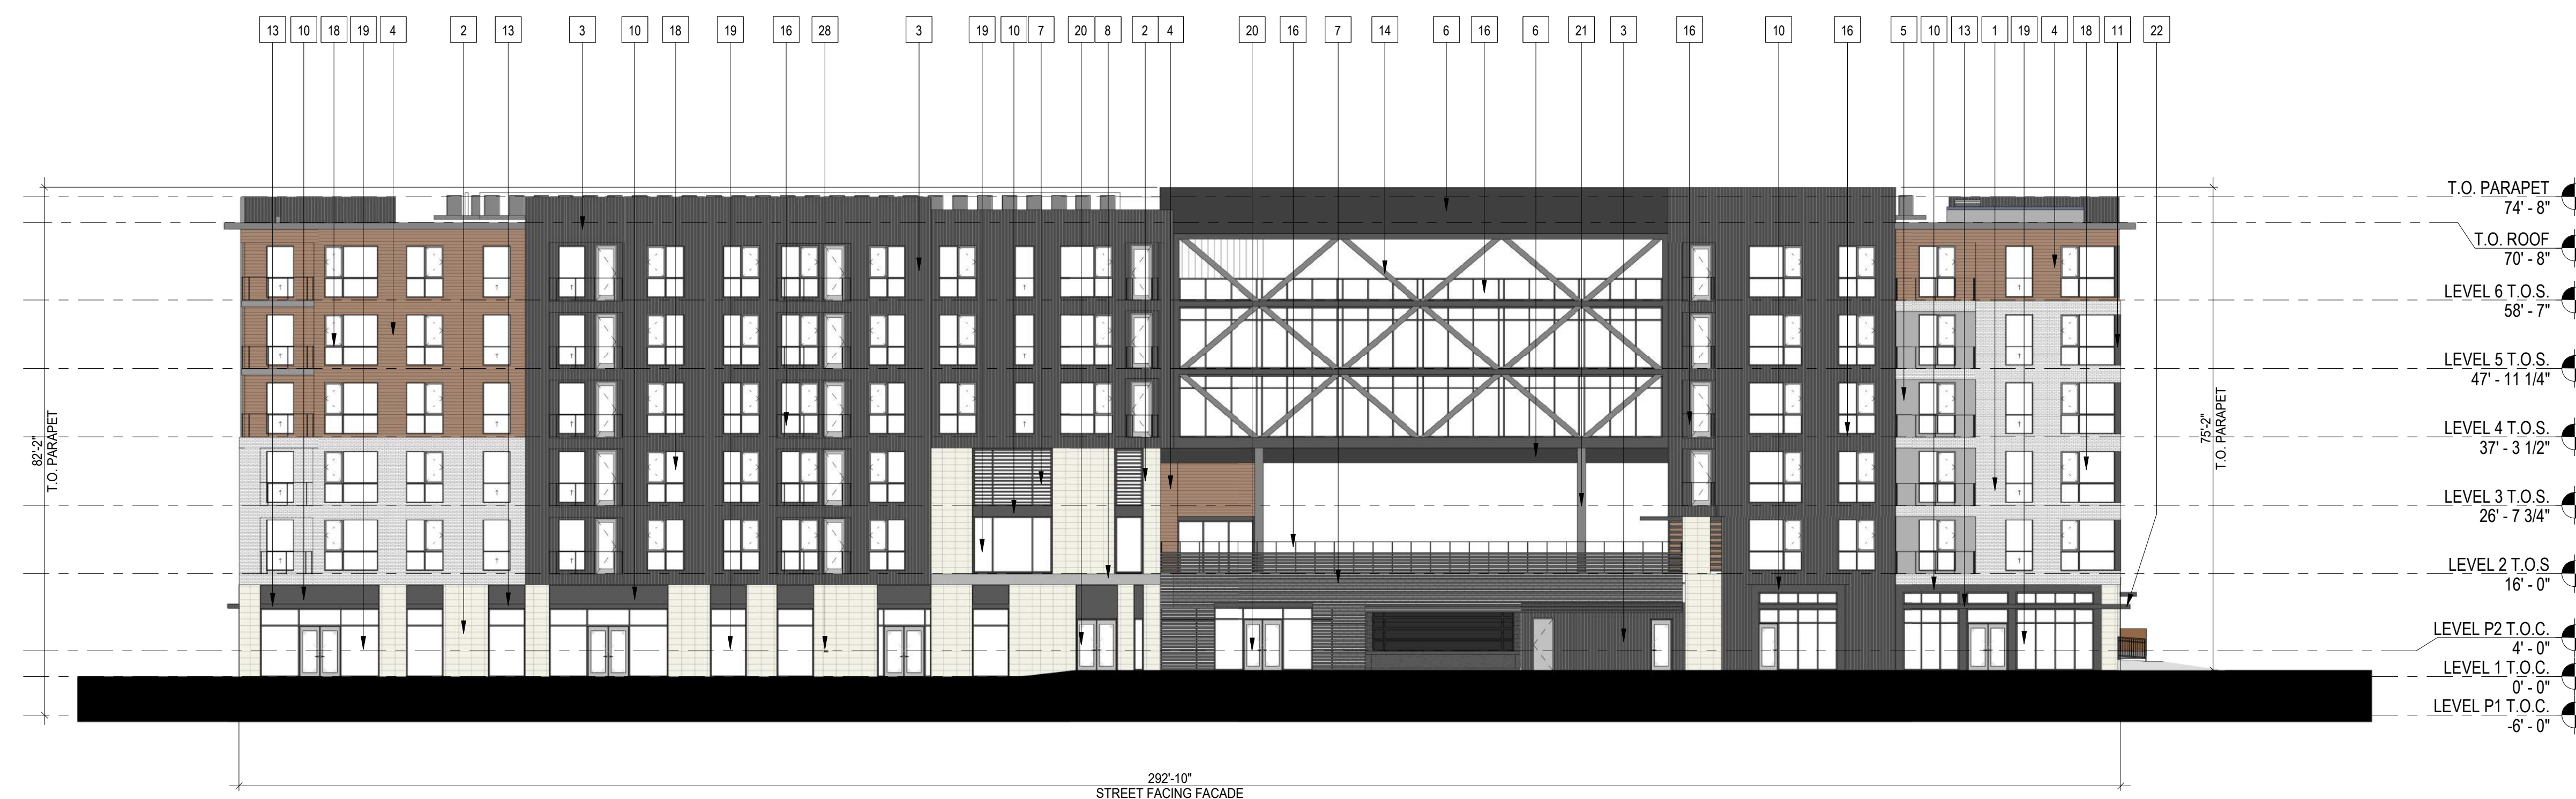 13 10 18 19 4 2 13 3 10 18 19 16 28 3 19 10 7 20 8 2 4 20 16 7 14 6 16 6 21 3 16 10 16 5 10 13 1 19 4 18 11 22
T.O. PARAPET
74' - 8"
T.O. ROOF
70' - 8"
LEVEL 6 T.O.S.
58' - 7"
LEVEL 5 T.O.S.
47' - 11 1/4"
LEVEL 4 T.O.S.
37' - 3 1/2"
LEVEL 3 T.O.S.
26' - 7 3/4"
LEVEL 2 T.O.S
16' - 0"
LEVEL P2 T.O.C.
4' - 0"
LEVEL 1 T.O.C.
0' - 0"
LEVEL P1 T.O.C.
-6' - 0"
82'-2"
T.O. PARAPET
75'-2"
T.O. PARAPET
292'-10"
STREET FACING FACADE